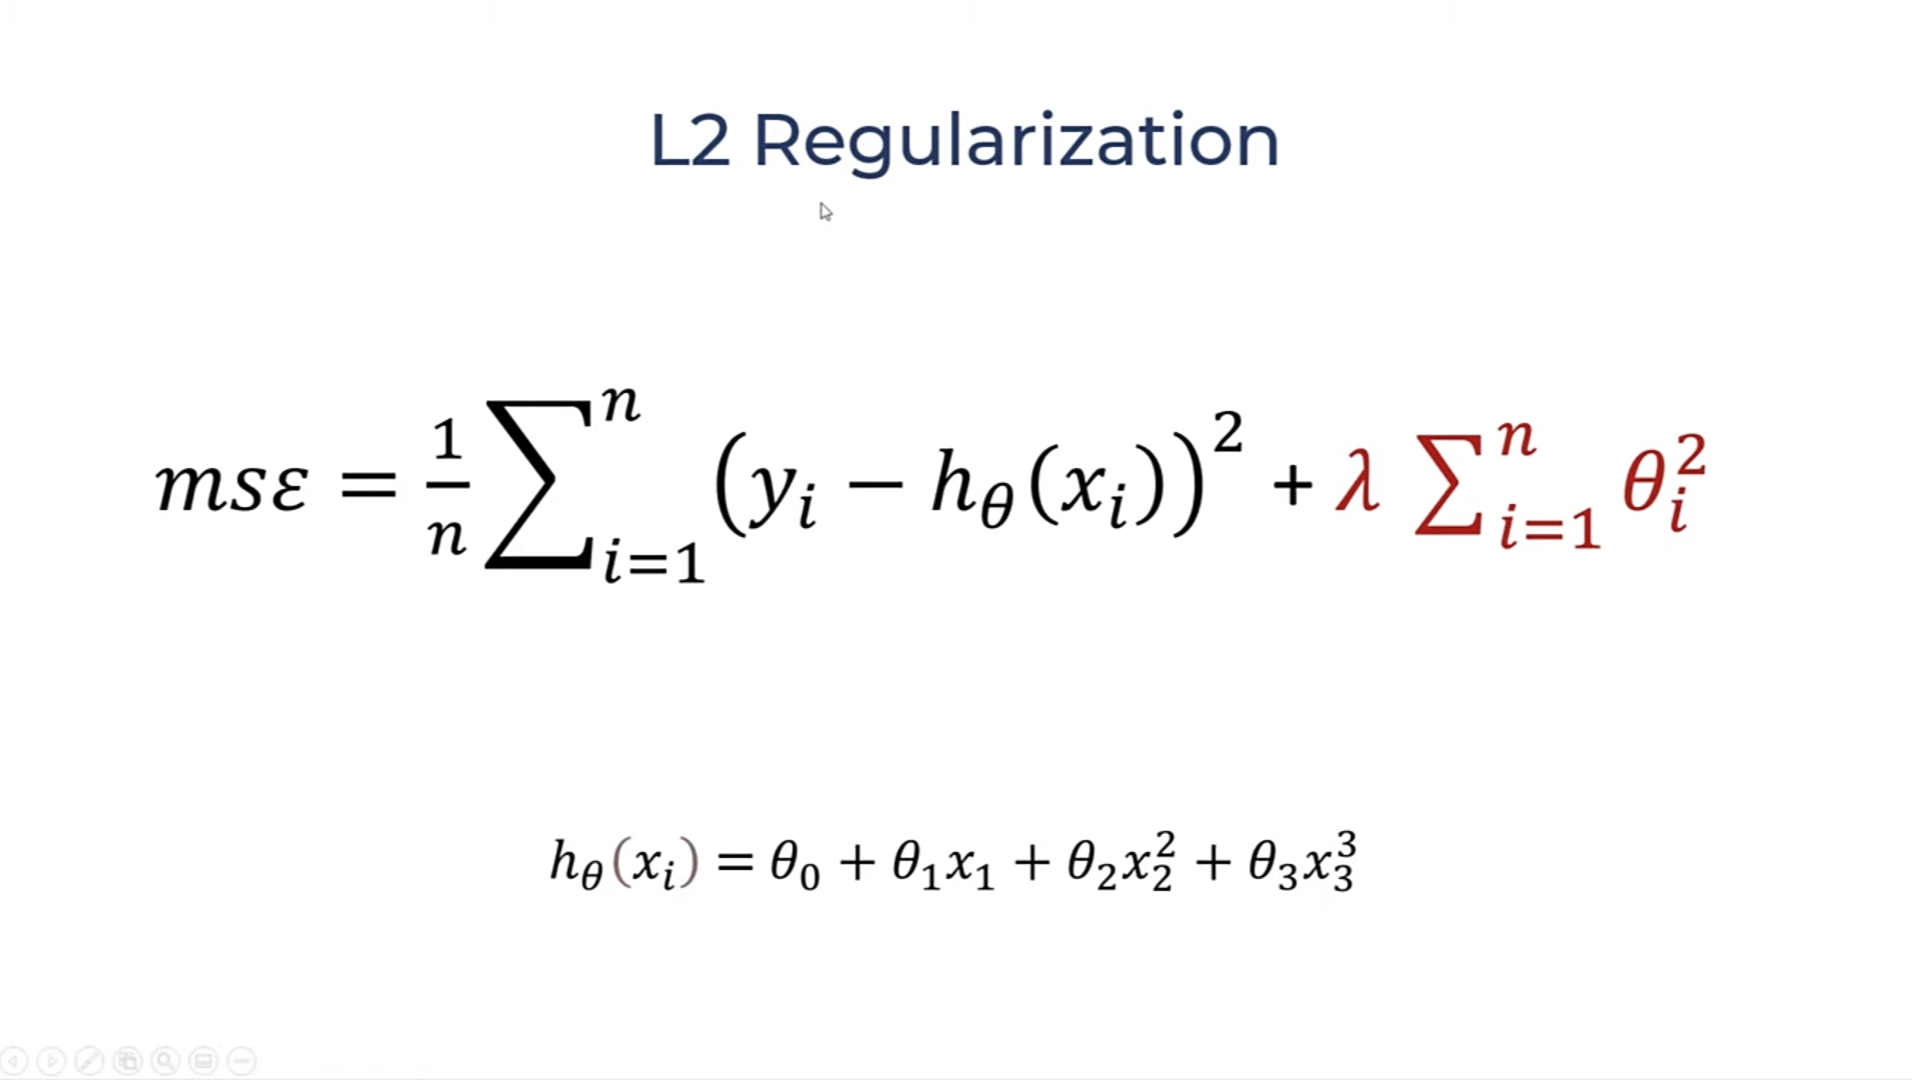 L2 Regularization
$ms\varepsilon = \frac{1}{n} \sum_{i=1}^{n} \left(y_i - h_\theta(x_i)\right)^2 + \lambda \sum_{i=1}^{n} \theta_i^2$
$h_\theta(x_i) = \theta_0 + \theta_1 x_1 + \theta_2 x_2^2 + \theta_3 x_3^3$